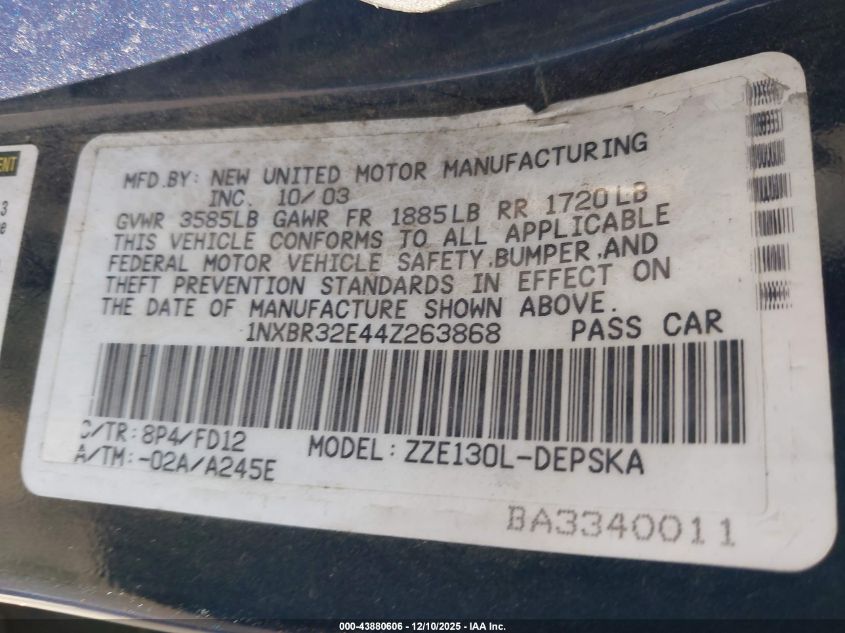 MENT
3
MFD.BY: NEW UNITED MOTOR MANUFACTURING
INC. 10/03
GVWR 3585LB GAWR FR 1885LB RR 1720LB
THIS VEHICLE CONFORMS TO ALL APPLICABLE
FEDERAL MOTOR VEHICLE SAFETY,BUMPER,AND
THEFT PREVENTION STANDARDS IN EFFECT ON
THE DATE OF MANUFACTURE SHOWN ABOVE.
1NXBR32E44Z263868 PASS CAR
C/TR:8P4/FD12
A/TM:-02A/A245E
MODEL:ZZE130L-DEPSKA
BA3340011
000-43880606 — 12/10/2025 — IAA Inc.